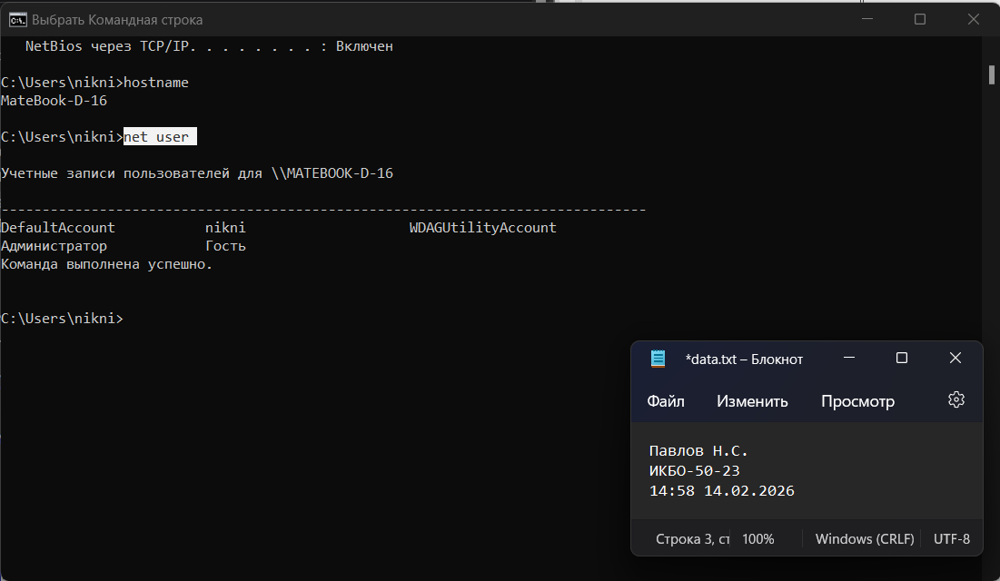 Выбрать Командная строка
NetBios через TCP/IP. . . . . . . . : Включен
C:\Users\nikni>hostname
MateBook-D-16
C:\Users\nikni>net user
Учетные записи пользователей для \\MATEBOOK-D-16
-------------------------------------------------------------------------------
DefaultAccount nikni WDAGUtilityAccount
Администратор Гость
Команда выполнена успешно.
C:\Users\nikni>
*data.txt – Блокнот
Файл Изменить Просмотр
Павлов Н.С.
ИКБО-50-23
14:58 14.02.2026
Строка 3, ст 100% Windows (CRLF) UTF-8